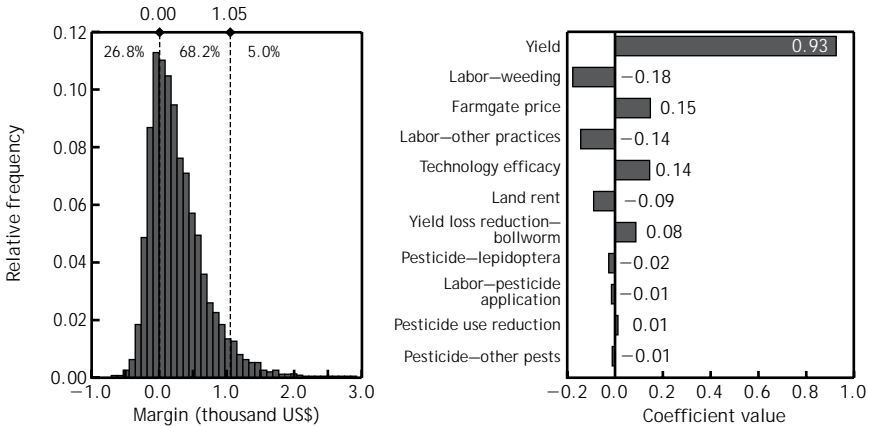 0.00 1.05
26.8% 68.2% 5.0%
0.12
0.10
0.08
0.06
0.04
0.02
0.00
Relative frequency
−1.0 0.0 1.0 2.0 3.0
Margin (thousand US$)
Yield 0.93
Labor—weeding −0.18
Farmgate price 0.15
Labor—other practices −0.14
Technology efficacy 0.14
Land rent −0.09
Yield loss reduction—
bollworm 0.08
Pesticide—lepidoptera −0.02
Labor—pesticide
application −0.01
Pesticide use reduction 0.01
Pesticide—other pests −0.01
−0.2 0.0 0.2 0.4 0.6 0.8 1.0
Coefficient value